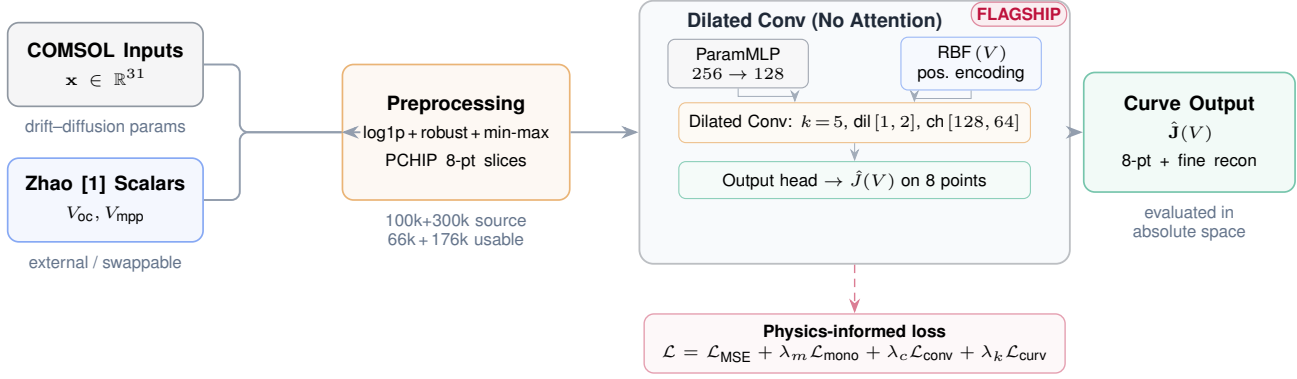 COMSOL Inputs
x ∈ ℝ³¹
drift–diffusion params
Zhao [1] Scalars
V_oc, V_mpp
external / swappable
Preprocessing
log1p + robust + min-max
PCHIP 8-pt slices
100k+300k source
66k + 176k usable
Dilated Conv (No Attention)
FLAGSHIP
ParamMLP
256 → 128
RBF (V)
pos. encoding
Dilated Conv: k = 5, dil [1, 2], ch [128, 64]
Output head → Ĵ(V) on 8 points
Physics-informed loss
ℒ = ℒ_MSE + λ_m ℒ_mono + λ_c ℒ_conv + λ_k ℒ_curv
Curve Output
Ĵ(V)
8-pt + fine recon
evaluated in
absolute space